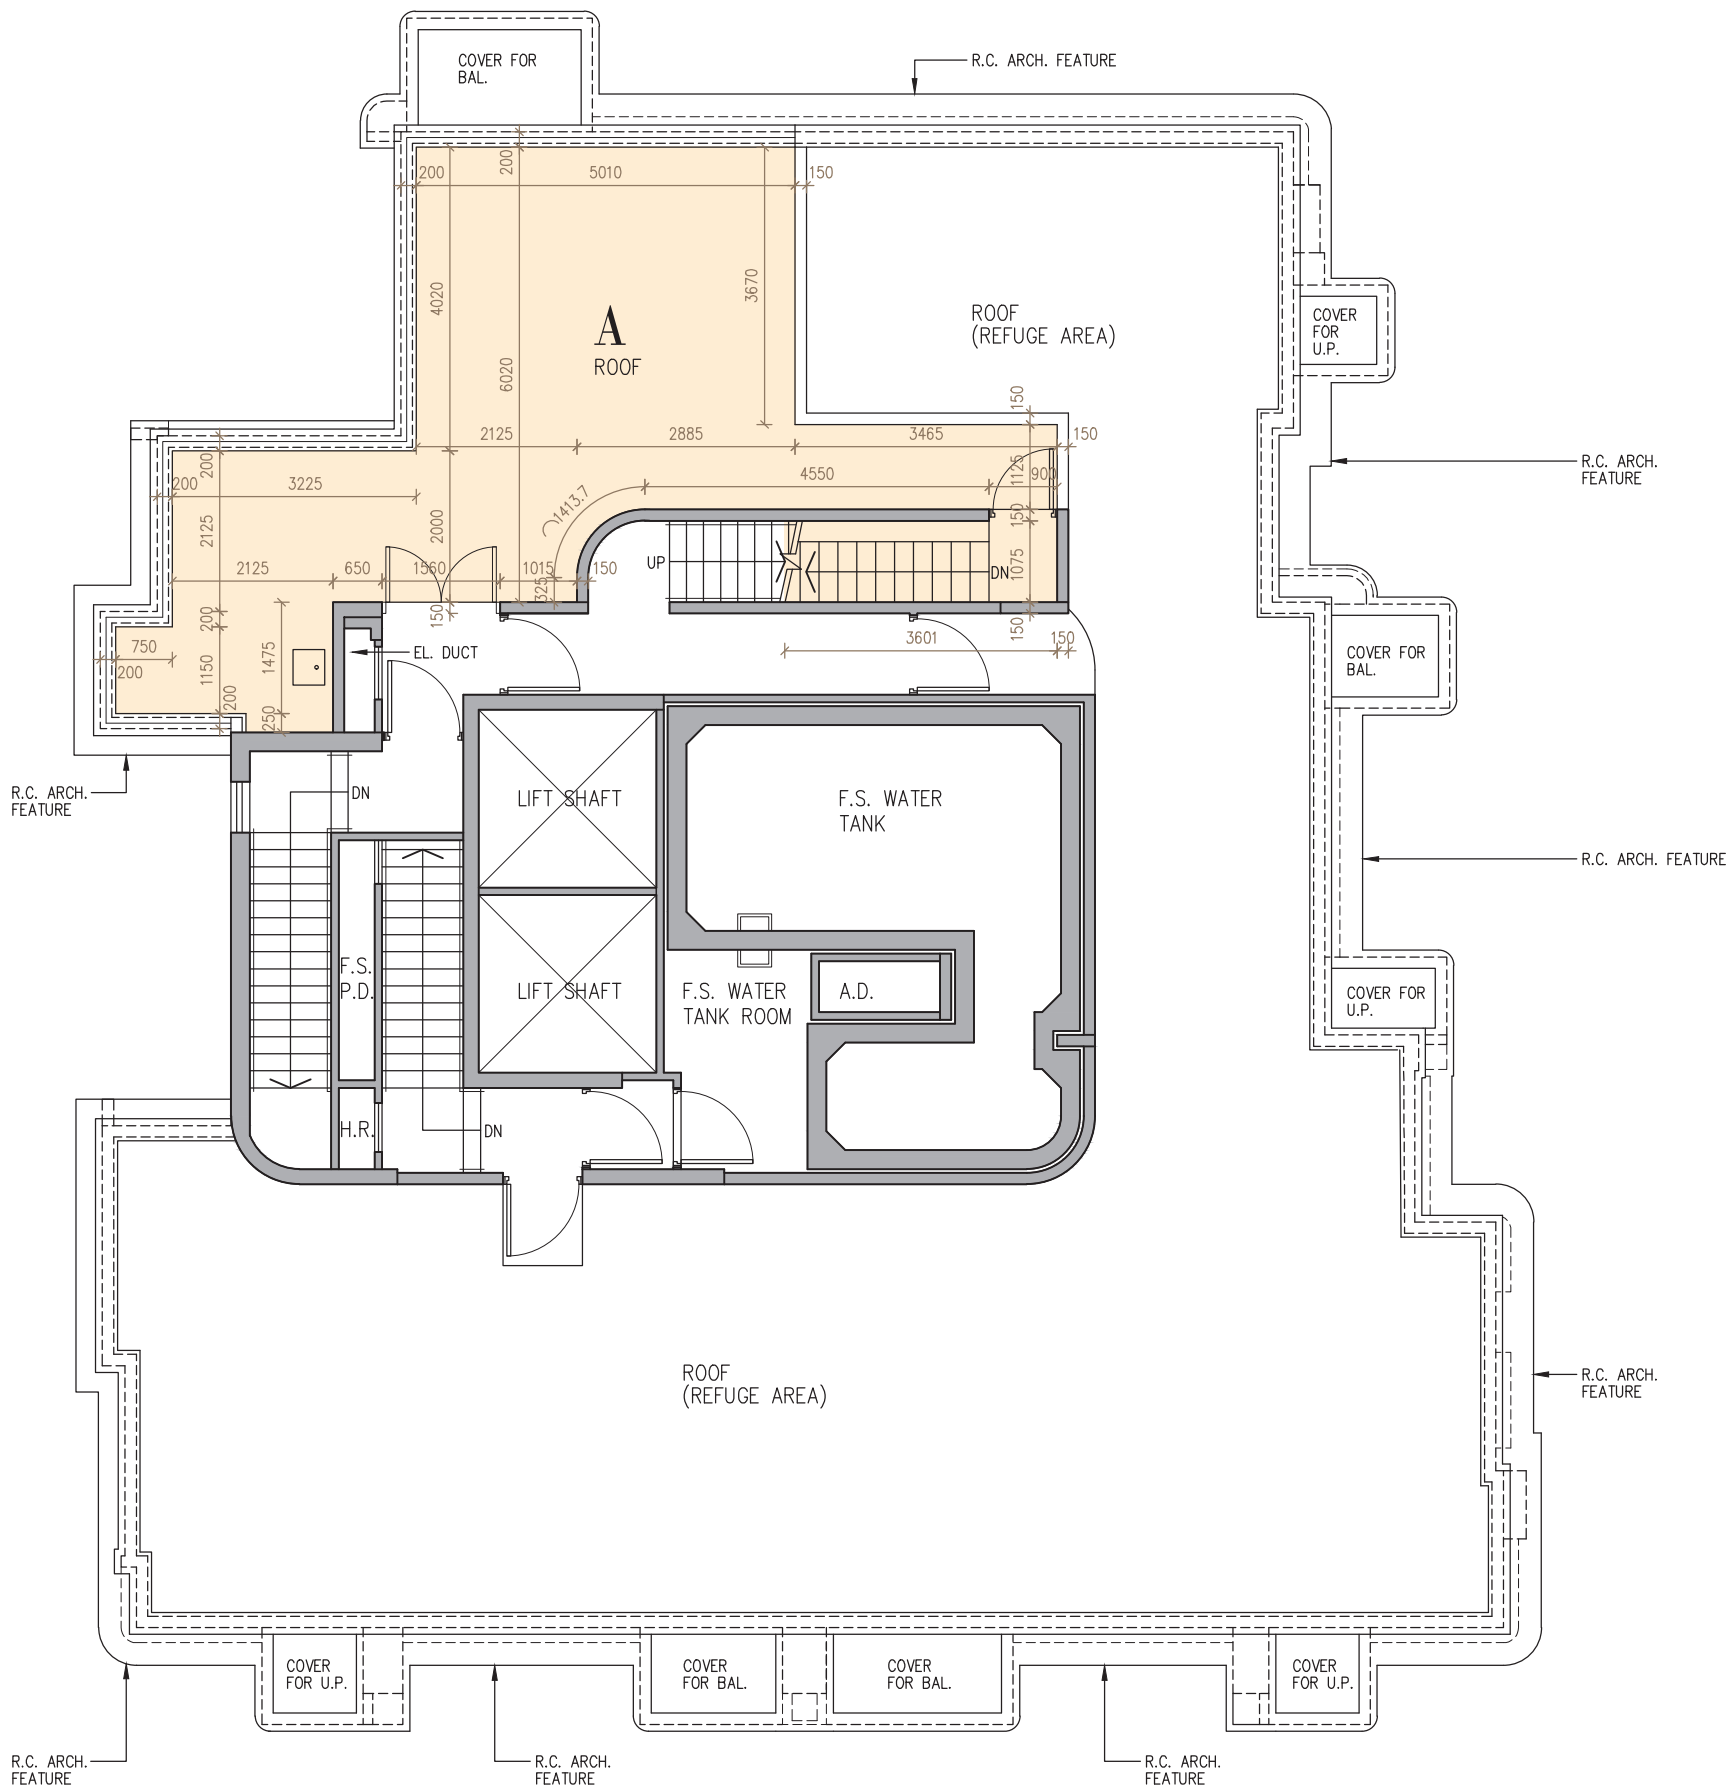 COVER FOR
BAL.
R.C. ARCH. FEATURE
200
200
5010
150
4020
6020
3670
A
ROOF
ROOF
(REFUGE AREA)
COVER
FOR
U.P.
150
2125
2885
3465
150
200
200
3225
4550
900
1125
1413.7
R.C. ARCH.
FEATURE
2125
2000
150
UP
2125
650
1560
1015
150
325
DN
1075
200
150
150
3601
150
750
200
1150
1475
EL. DUCT
COVER FOR
BAL.
200
250
R.C. ARCH.
FEATURE
DN
LIFT SHAFT
F.S. WATER
TANK
R.C. ARCH. FEATURE
F.S.
P.D.
LIFT SHAFT
F.S. WATER
TANK ROOM
A.D.
COVER FOR
U.P.
H.R.
DN
ROOF
(REFUGE AREA)
R.C. ARCH.
FEATURE
COVER
FOR U.P.
COVER
FOR BAL.
COVER
FOR BAL.
COVER
FOR U.P.
R.C. ARCH.
FEATURE
R.C. ARCH.
FEATURE
R.C. ARCH.
FEATURE